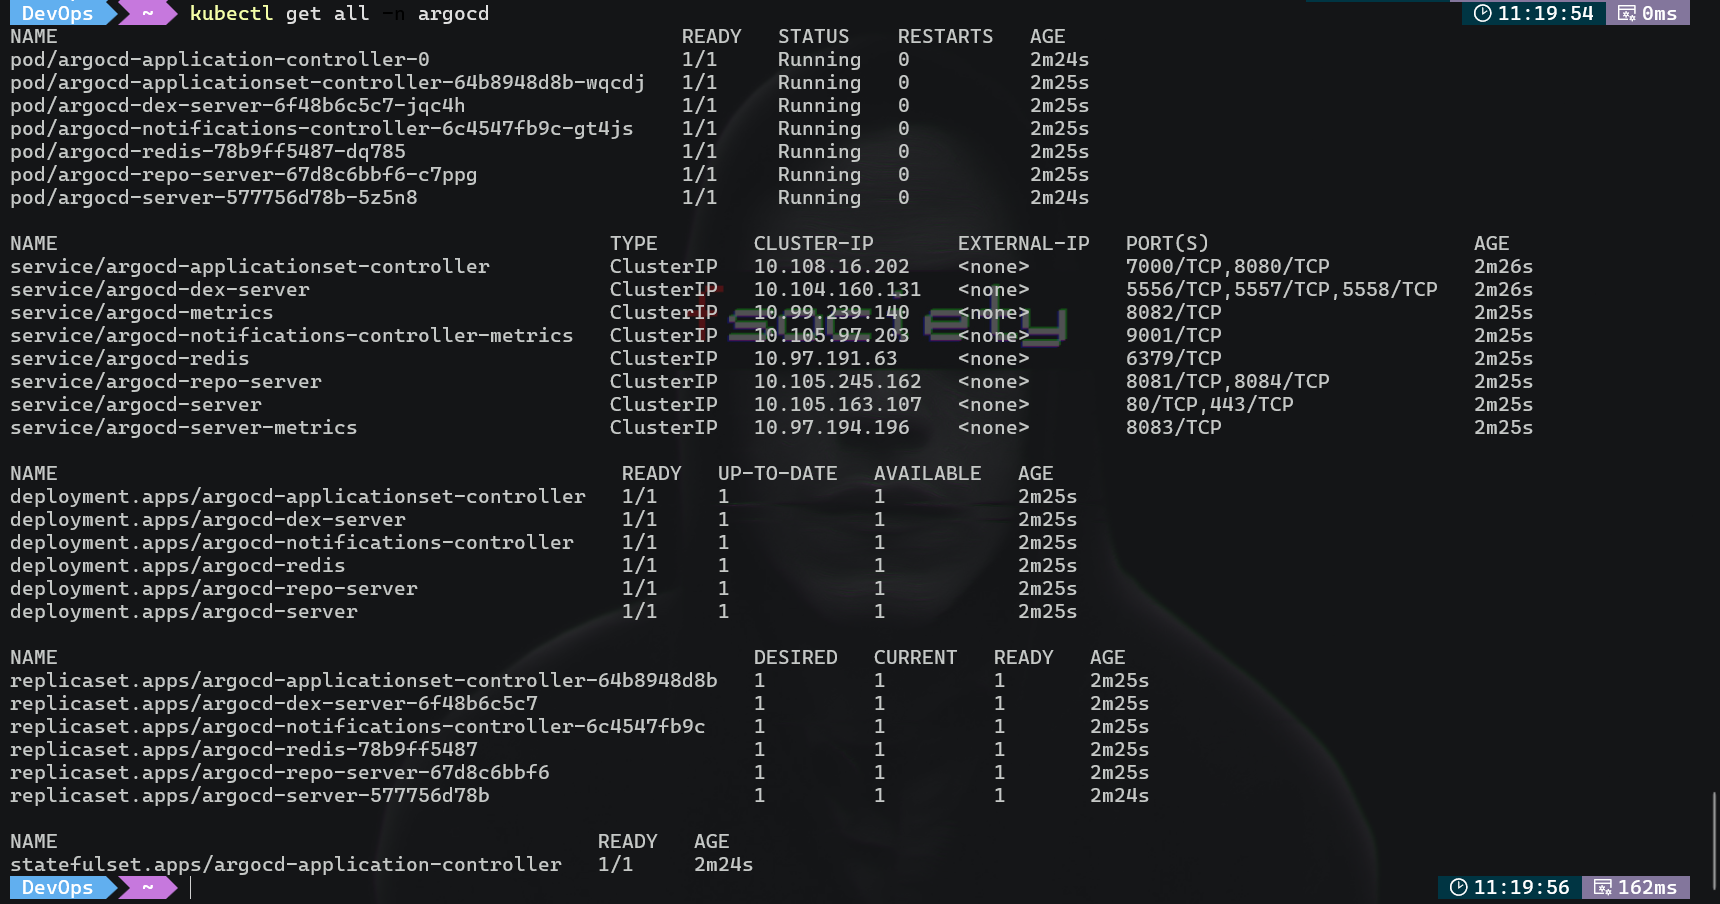 DevOps ~ kubectl get all -n argocd 11:19:54 0ms
NAME READY STATUS RESTARTS AGE
pod/argocd-application-controller-0 1/1 Running 0 2m24s
pod/argocd-applicationset-controller-64b8948d8b-wqcdj 1/1 Running 0 2m25s
pod/argocd-dex-server-6f48b6c5c7-jqc4h 1/1 Running 0 2m25s
pod/argocd-notifications-controller-6c4547fb9c-gt4js 1/1 Running 0 2m25s
pod/argocd-redis-78b9ff5487-dq785 1/1 Running 0 2m25s
pod/argocd-repo-server-67d8c6bbf6-c7ppg 1/1 Running 0 2m25s
pod/argocd-server-577756d78b-5z5n8 1/1 Running 0 2m24s
NAME TYPE CLUSTER-IP EXTERNAL-IP PORT(S) AGE
service/argocd-applicationset-controller ClusterIP 10.108.16.202 <none> 7000/TCP,8080/TCP 2m26s
service/argocd-dex-server ClusterIP 10.104.160.131 <none> 5556/TCP,5557/TCP,5558/TCP 2m26s
service/argocd-metrics ClusterIP 10.99.239.140 <none> 8082/TCP 2m25s
service/argocd-notifications-controller-metrics ClusterIP 10.105.97.203 <none> 9001/TCP 2m25s
fsociety
service/argocd-redis ClusterIP 10.97.191.63 <none> 6379/TCP 2m25s
service/argocd-repo-server ClusterIP 10.105.245.162 <none> 8081/TCP,8084/TCP 2m25s
service/argocd-server ClusterIP 10.105.163.107 <none> 80/TCP,443/TCP 2m25s
service/argocd-server-metrics ClusterIP 10.97.194.196 <none> 8083/TCP 2m25s
NAME READY UP-TO-DATE AVAILABLE AGE
deployment.apps/argocd-applicationset-controller 1/1 1 1 2m25s
deployment.apps/argocd-dex-server 1/1 1 1 2m25s
deployment.apps/argocd-notifications-controller 1/1 1 1 2m25s
deployment.apps/argocd-redis 1/1 1 1 2m25s
deployment.apps/argocd-repo-server 1/1 1 1 2m25s
deployment.apps/argocd-server 1/1 1 1 2m25s
NAME DESIRED CURRENT READY AGE
replicaset.apps/argocd-applicationset-controller-64b8948d8b 1 1 1 2m25s
replicaset.apps/argocd-dex-server-6f48b6c5c7 1 1 1 2m25s
replicaset.apps/argocd-notifications-controller-6c4547fb9c 1 1 1 2m25s
replicaset.apps/argocd-redis-78b9ff5487 1 1 1 2m25s
replicaset.apps/argocd-repo-server-67d8c6bbf6 1 1 1 2m25s
replicaset.apps/argocd-server-577756d78b 1 1 1 2m24s
NAME READY AGE
statefulset.apps/argocd-application-controller 1/1 2m24s
DevOps ~ 11:19:56 162ms